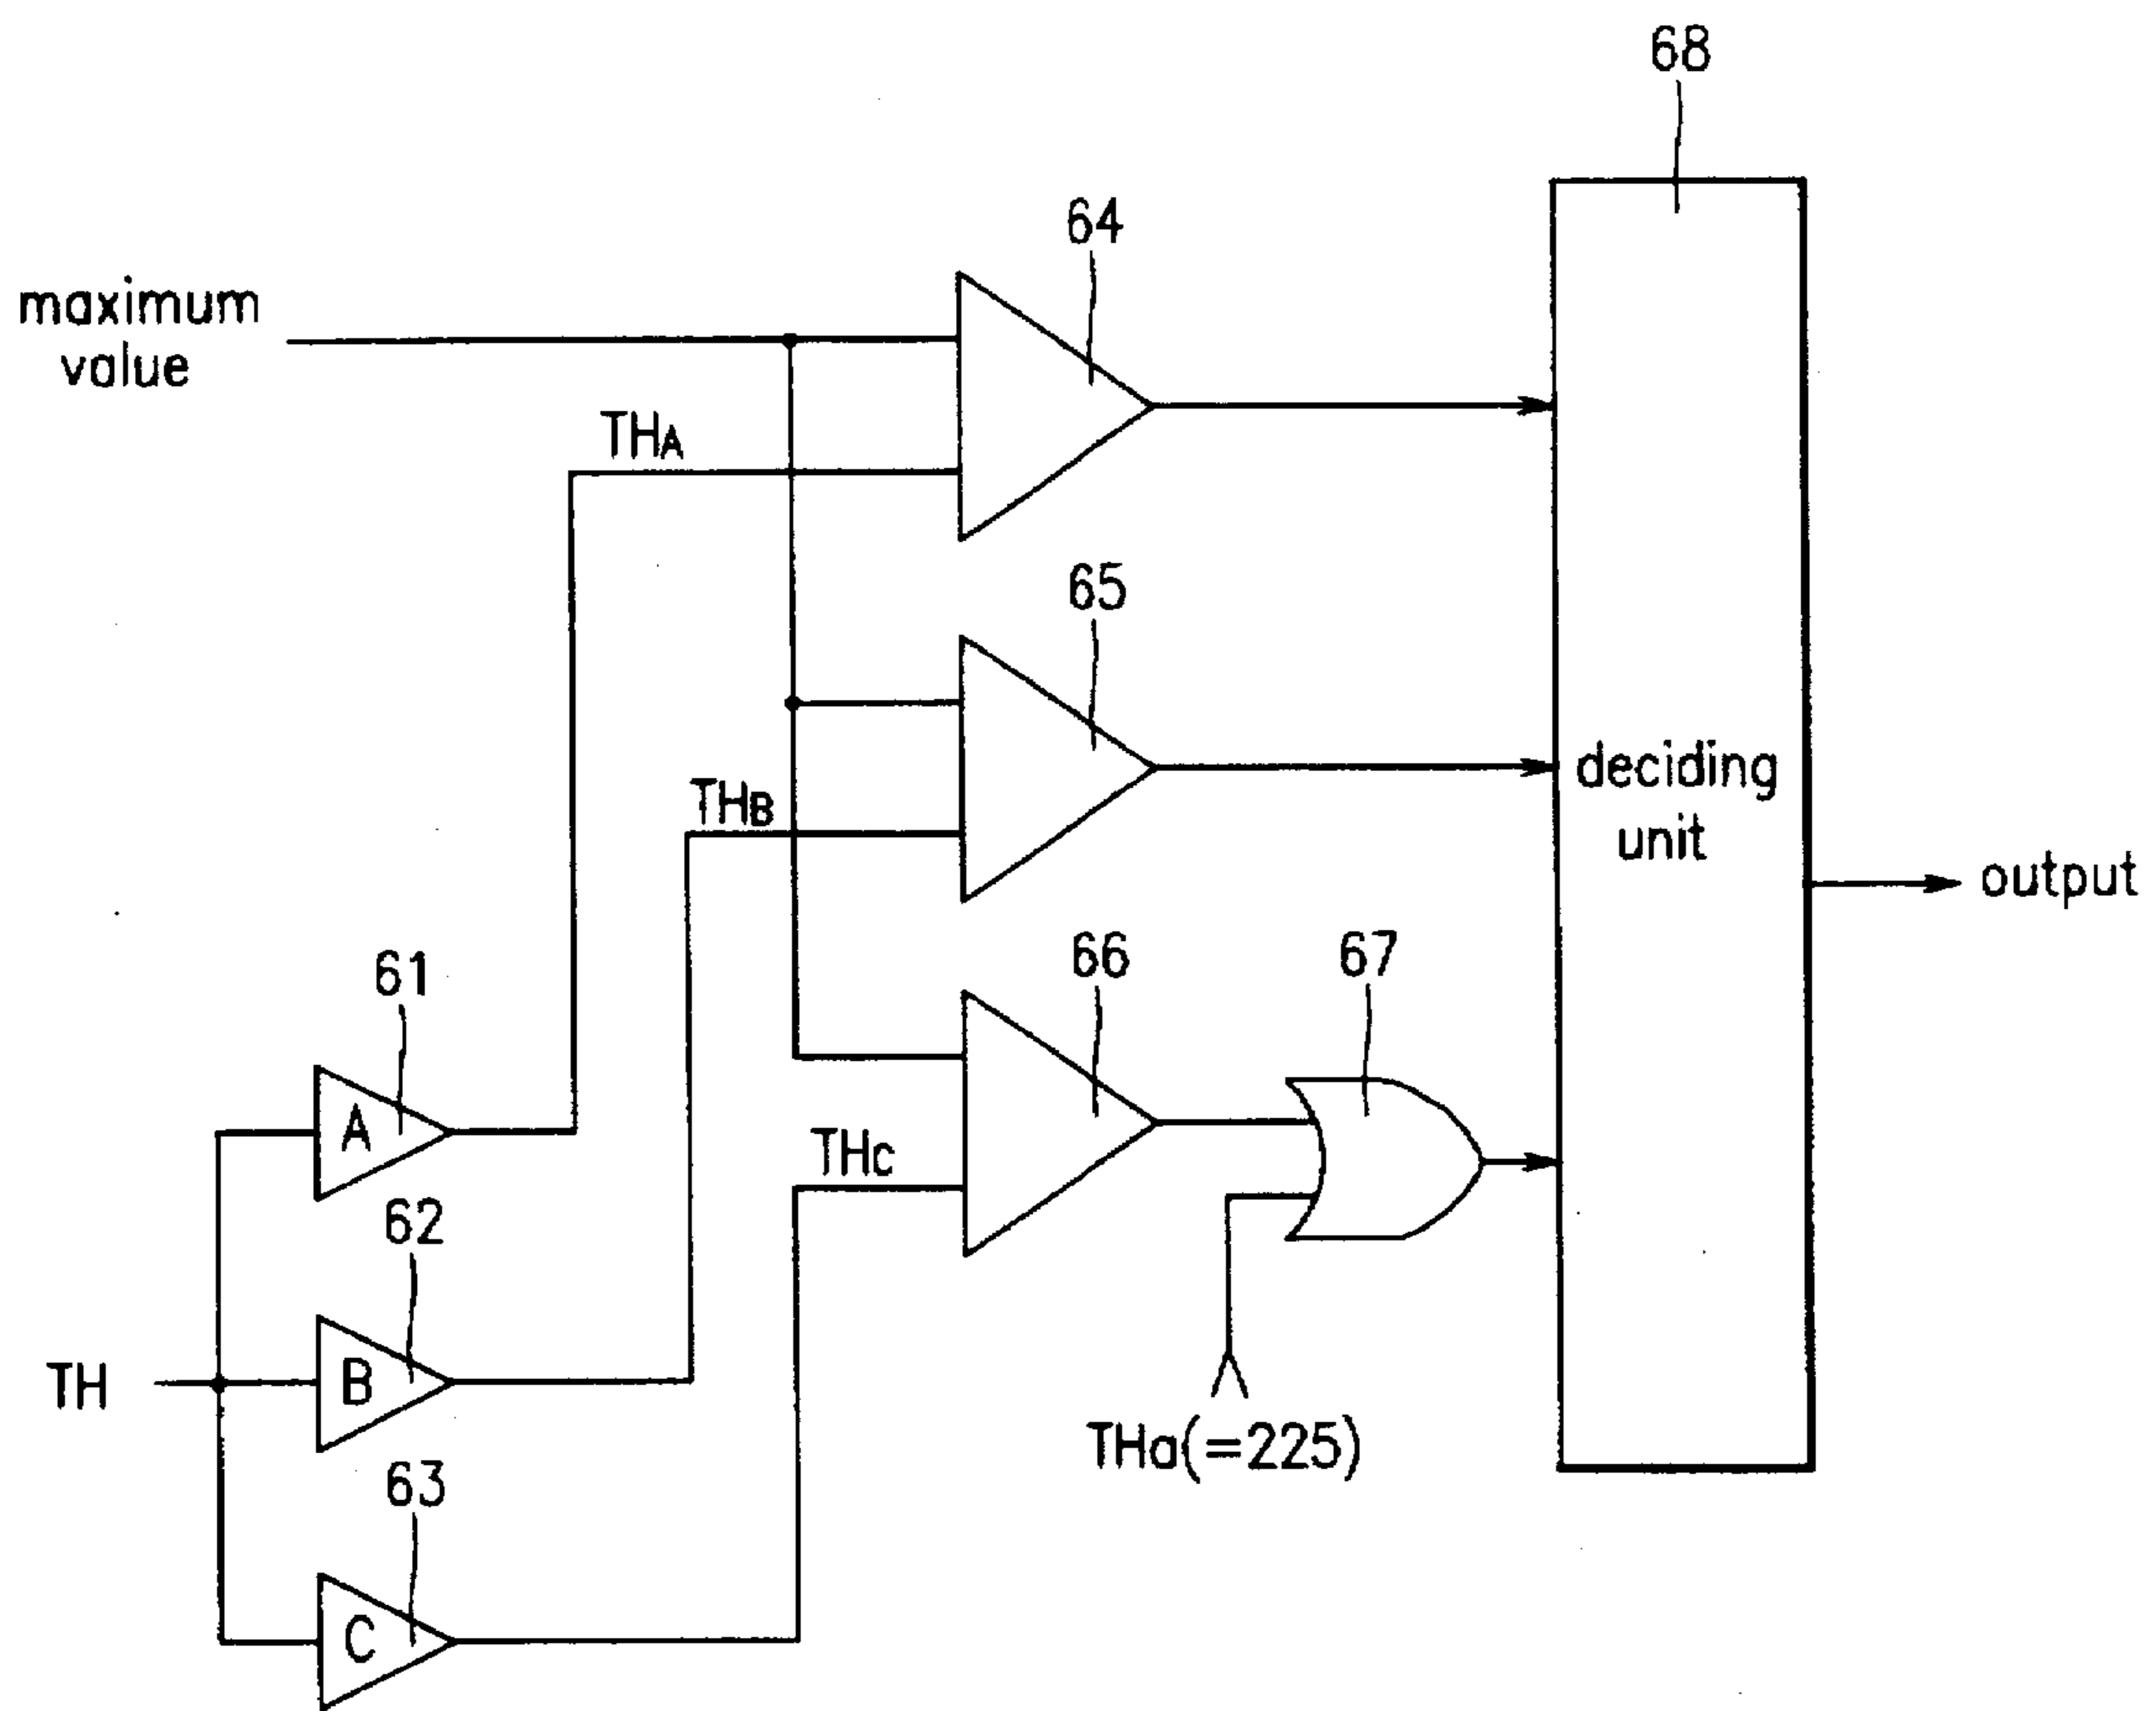 68
64
maximum
value
THA
65
THB
deciding
unit
output
66
67
61
A
THC
62
TH
B
THa(=225)
63
C